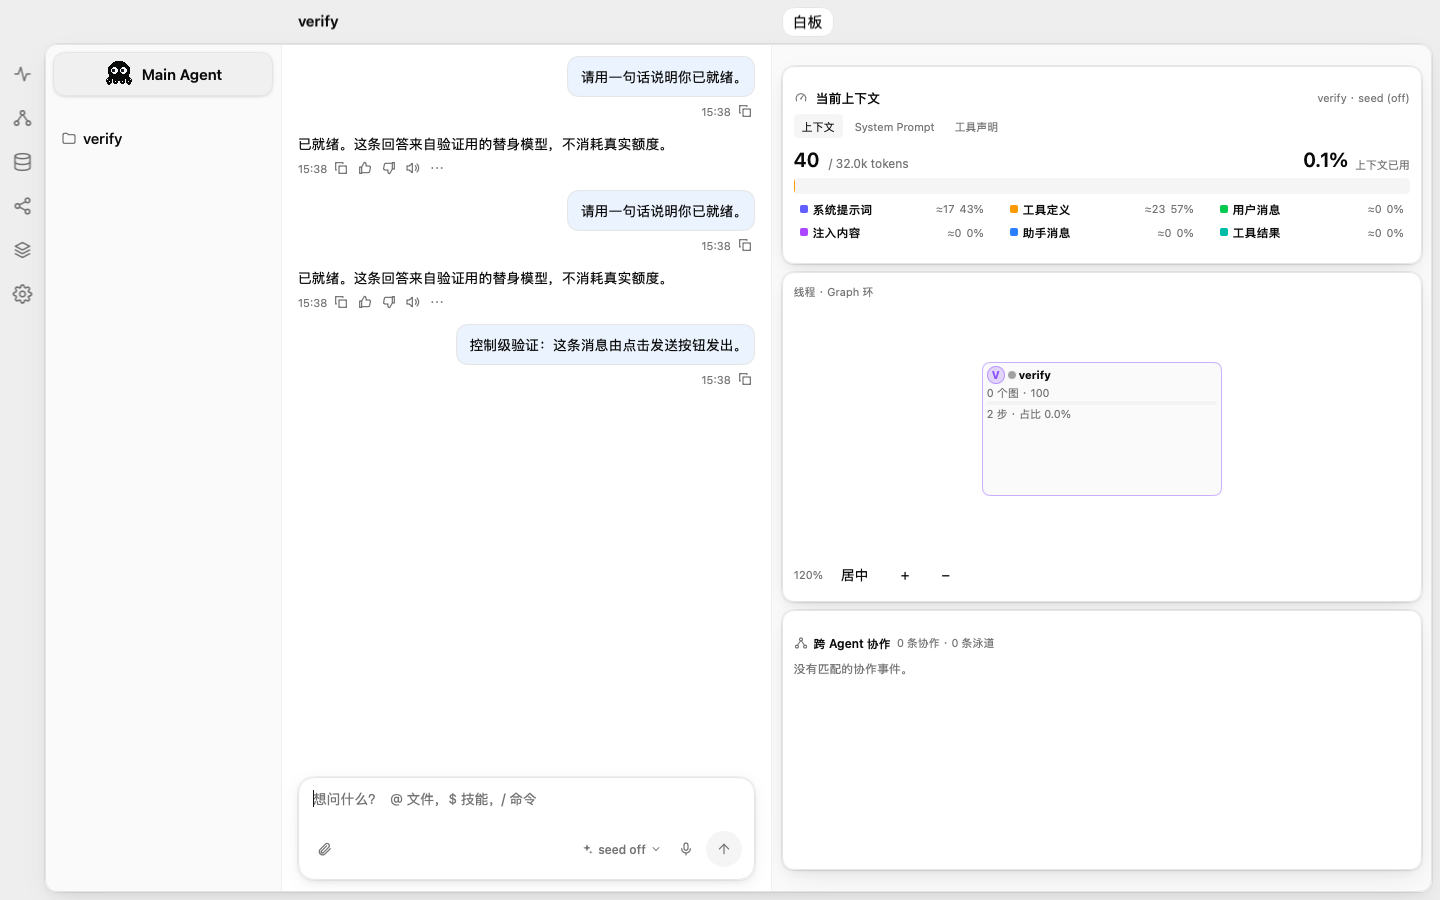 verify
白板
Main Agent
verify
请用一句话说明你已就绪。
15:38
已就绪。这条回答来自验证用的替身模型，不消耗真实额度。
15:38
请用一句话说明你已就绪。
15:38
已就绪。这条回答来自验证用的替身模型，不消耗真实额度。
15:38
控制级验证：这条消息由点击发送按钮发出。
15:38
想问什么？ @ 文件，$ 技能，/ 命令
seed off
当前上下文
verify · seed (off)
上下文 System Prompt 工具声明
40 / 32.0k tokens
0.1% 上下文已用
系统提示词 ≈17 43%
工具定义 ≈23 57%
用户消息 ≈0 0%
注入内容 ≈0 0%
助手消息 ≈0 0%
工具结果 ≈0 0%
线程 · Graph 环
V verify
0 个图 · 100
2 步 · 占比 0.0%
120% 居中 + −
跨 Agent 协作 0 条协作 · 0 条泳道
没有匹配的协作事件。